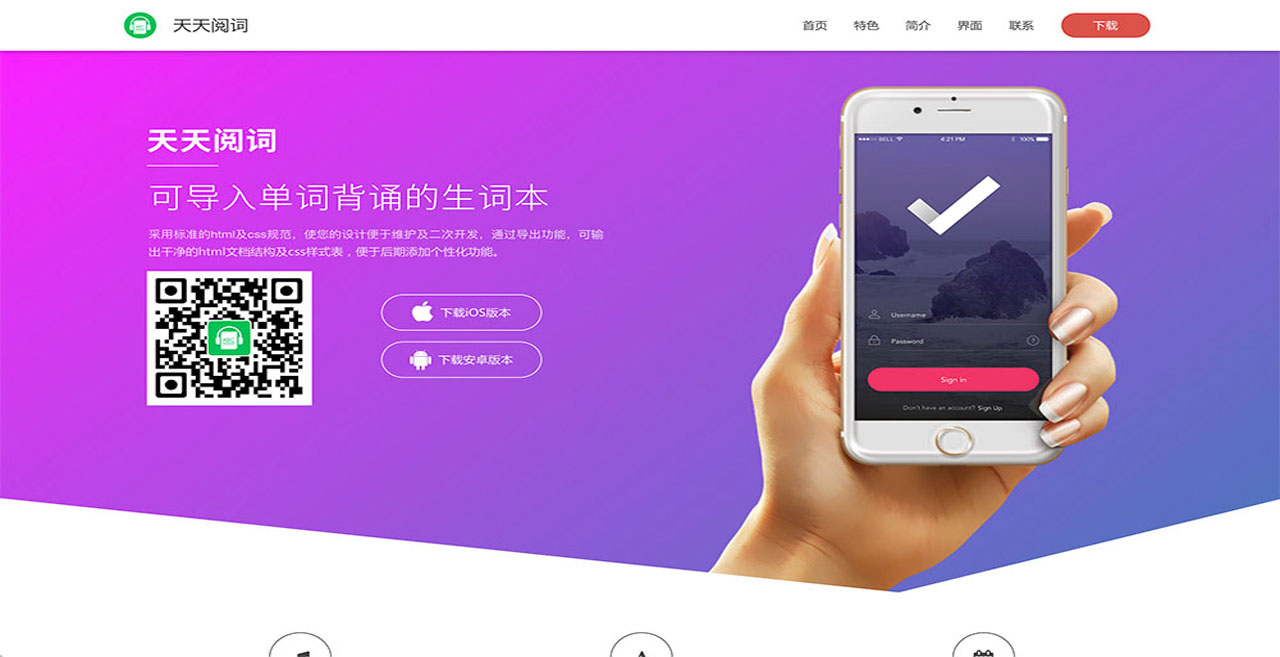 天天阅词
首页 特色 简介 界面 联系 下载
天天阅词
可导入单词背诵的生词本
采用标准的html及css规范，使您的设计便于维护及二次开发，通过导出功能，可输
出干净的html文档结构及css样式表，便于后期添加个性化功能。
下载iOS版本
下载安卓版本
BELL 4:21 PM 100%
Username
Password
?
Sign in
Don't have an account? Sign Up